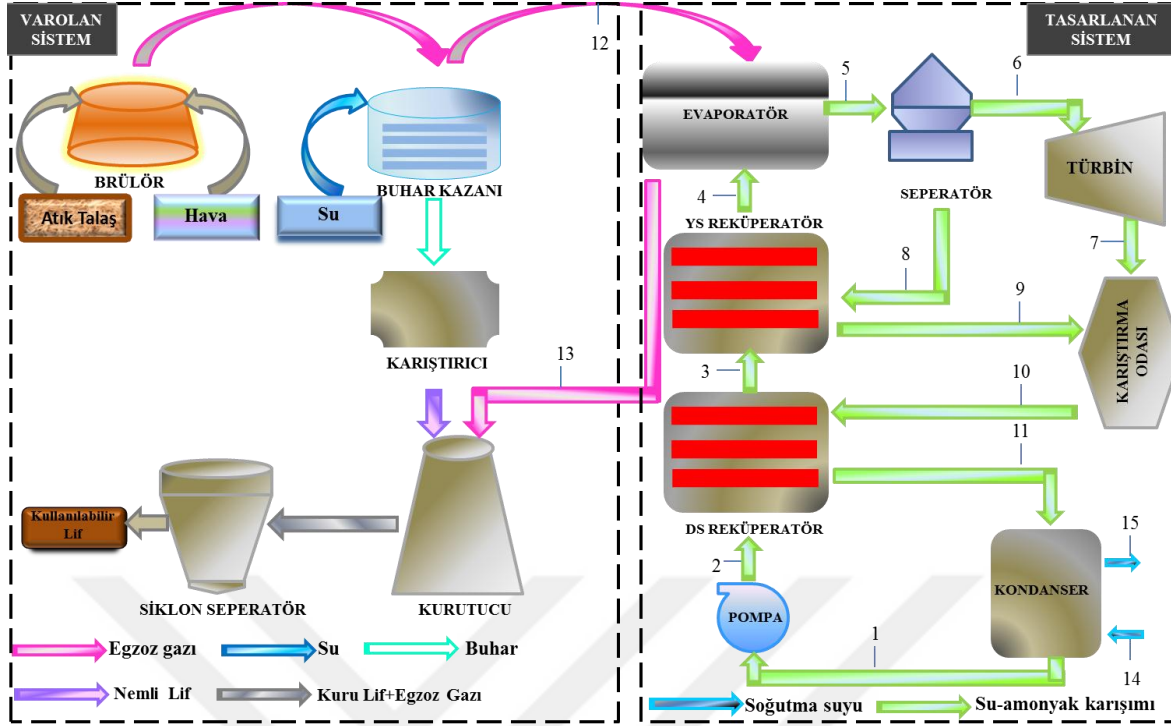 VAROLAN
SİSTEM
12
TASARLANAN
SİSTEM
5
6
EVAPORATÖR
BRÜLÖR
Atık Talaş
Hava
Su
BUHAR KAZANI
4
SEPERATÖR
TÜRBİN
YS REKÜPERATÖR
7
8
9
KARIŞTIRICI
13
3
10
KARIŞTIRMA
ODASI
11
KURUTUCU
Kullanılabilir
Lif
DS REKÜPERATÖR
15
2
KONDANSER
SİKLON SEPERATÖR
KURUTUCU
POMPA
1
14
Egzoz gazı
Su
Buhar
Nemli Lif
Kuru Lif+Egzoz Gazı
Soğutma suyu
Su-amonyak karışımı